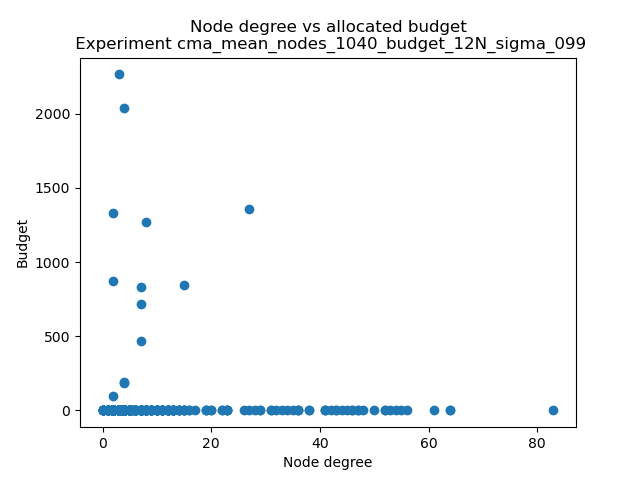 Node degree vs allocated budget
Experiment cma_mean_nodes_1040_budget_12N_sigma_099
2000
1500
1000
500
0
Budget
0 20 40 60 80
Node degree